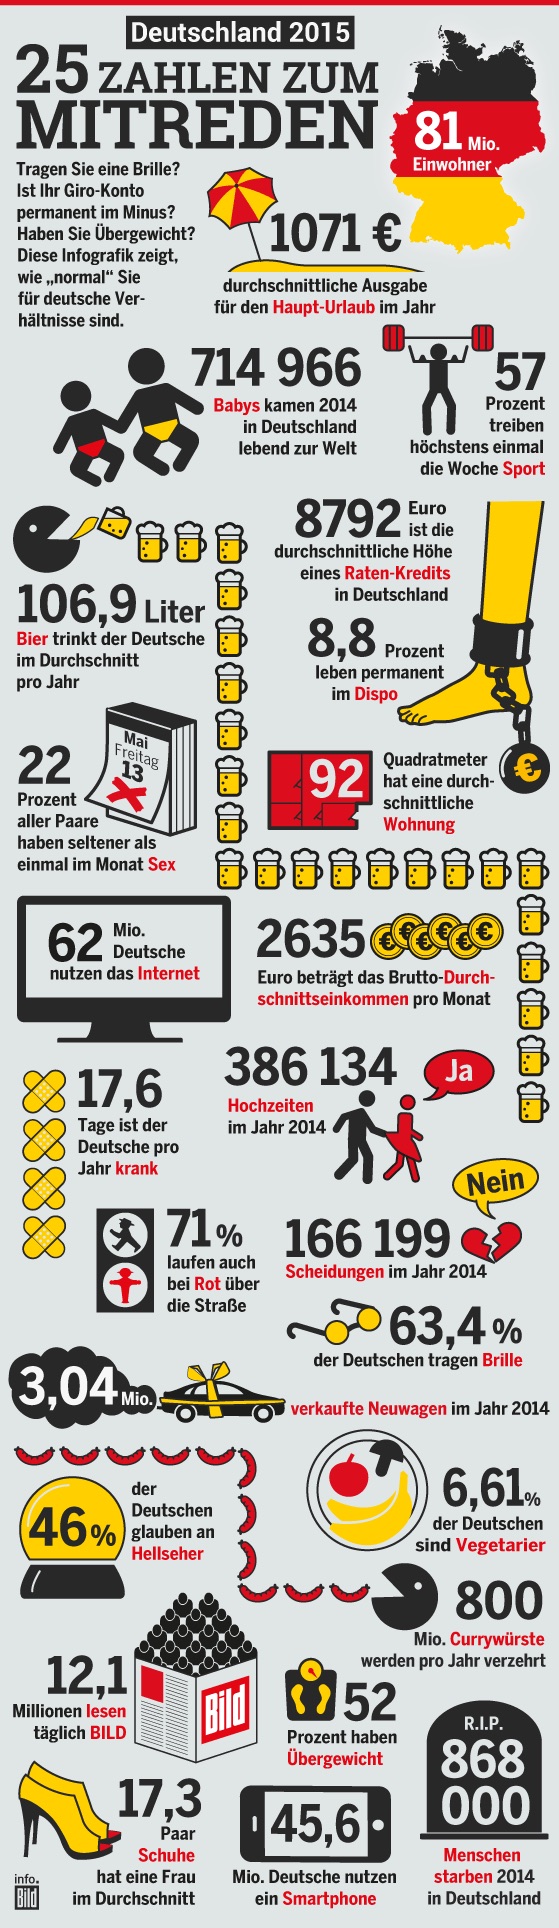 Deutschland 2015
25 ZAHLEN ZUM
MITREDEN
81 Mio.
Einwohner
Tragen Sie eine Brille?
Ist Ihr Giro-Konto
permanent im Minus?
Haben Sie Übergewicht?
Diese Infografik zeigt,
wie „normal“ Sie
für deutsche Ver-
hältnisse sind.
1071 €
durchschnittliche Ausgabe
für den Haupt-Urlaub im Jahr
714 966
Babys kamen 2014
in Deutschland
lebend zur Welt
57
Prozent
treiben
höchstens einmal
die Woche Sport
8792 Euro
ist die
durchschnittliche Höhe
eines Raten-Kredits
in Deutschland
106,9 Liter
Bier trinkt der Deutsche
im Durchschnitt
pro Jahr
8,8 Prozent
leben permanent
im Dispo
€
Mai
Freitag
13
22
Prozent
aller Paare
haben seltener als
einmal im Monat Sex
92
Quadratmeter
hat eine durch-
schnittliche
Wohnung
62 Mio.
Deutsche
nutzen das Internet
2635 €€€€€
Euro beträgt das Brutto-Durch-
schnittseinkommen pro Monat
17,6
Tage ist der
Deutsche pro
Jahr krank
386 134
Hochzeiten
im Jahr 2014
Ja
Nein
71 %
laufen auch
bei Rot über
die Straße
166 199
Scheidungen im Jahr 2014
63,4 %
der Deutschen tragen Brille
3,04 Mio.
verkaufte Neuwagen im Jahr 2014
46 %
der
Deutschen
glauben an
Hellseher
6,61%
der Deutschen
sind Vegetarier
800
Mio. Currywürste
werden pro Jahr verzehrt
12,1
Millionen lesen
täglich BILD
Bild
52
Prozent haben
Übergewicht
R.I.P.
868
000
Menschen
starben 2014
in Deutschland
17,3
Paar
Schuhe
hat eine Frau
im Durchschnitt
45,6
Mio. Deutsche nutzen
ein Smartphone
info.
Bild